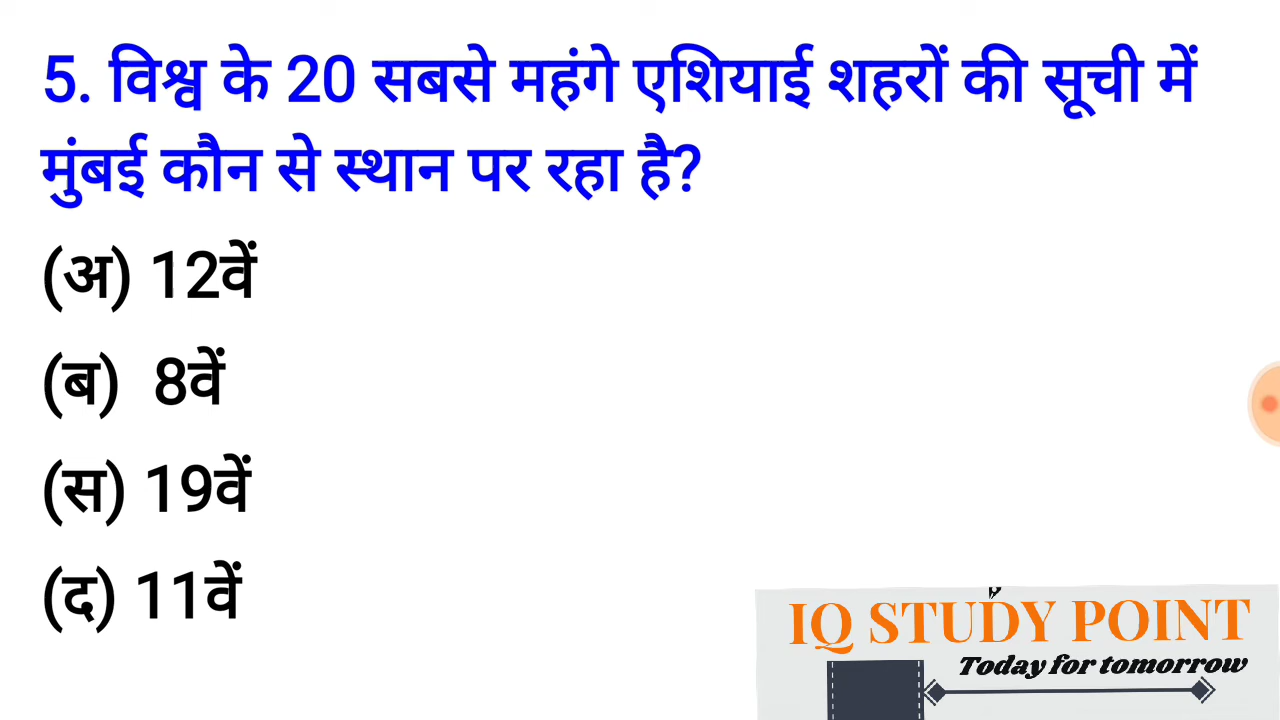 5. विश्व के 20 सबसे महंगे एशियाई शहरों की सूची में
मुंबई कौन से स्थान पर रहा है?
(अ) 12वें
(ब) 8वें
(स) 19वें
(द) 11वें
IQ STUDY POINT
Today for tomorrow